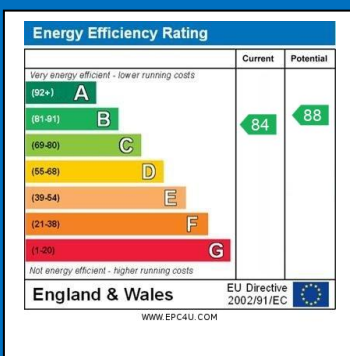 Energy Efficiency Rating
Current Potential
Very energy efficient - lower running costs
(92+) A
(81-91) B
84 88
(69-80) C
(55-68) D
(39-54) E
(21-38) F
(1-20) G
Not energy efficient - higher running costs
England & Wales
EU Directive
2002/91/EC
WWW.EPC4U.COM